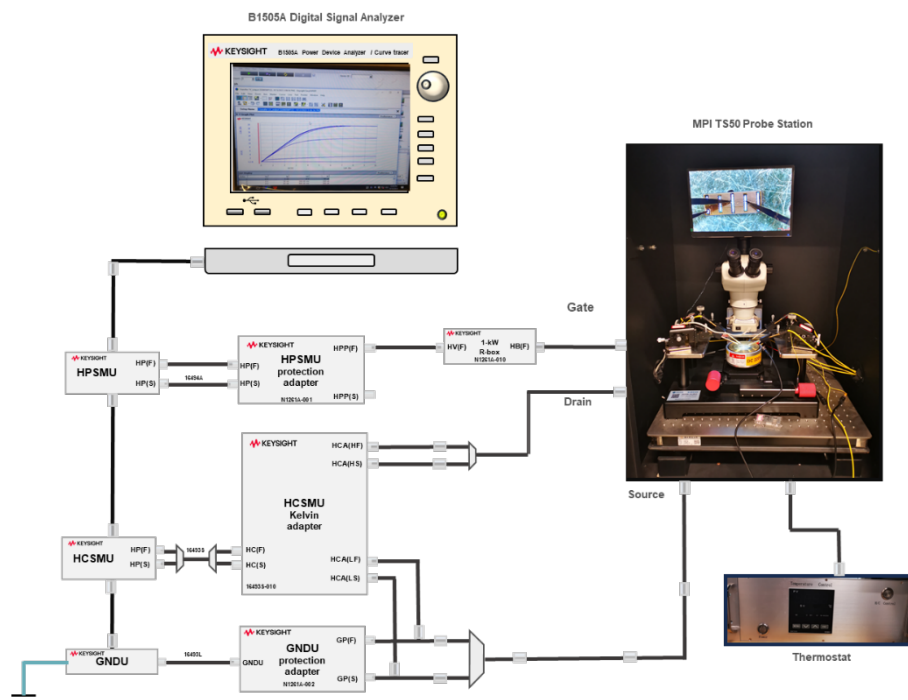 B1505A Digital Signal Analyzer
KEYSIGHT B1505A Power Device Analyzer / Curve tracer
MPI TS50 Probe Station
Gate
KEYSIGHT
HPSMU
HP(F)
HP(S)
16494A
KEYSIGHT
HPSMU
protection
adapter
N1261A-001
HP(F)
HP(S)
HPP(F)
HPP(S)
KEYSIGHT
1-kW
R-box
N1261A-010
HV(F)
HB(F)
Drain
KEYSIGHT
HCSMU
Kelvin
adapter
16493S-010
HCA(HF)
HCA(HS)
HC(F)
HC(S)
HCA(LF)
HCA(LS)
Source
KEYSIGHT
HCSMU
HP(F)
HP(S)
16493S
KEYSIGHT
GNDU
16493L
KEYSIGHT
GNDU
protection
adapter
N1261A-002
GNDU
GP(F)
GP(S)
Thermostat